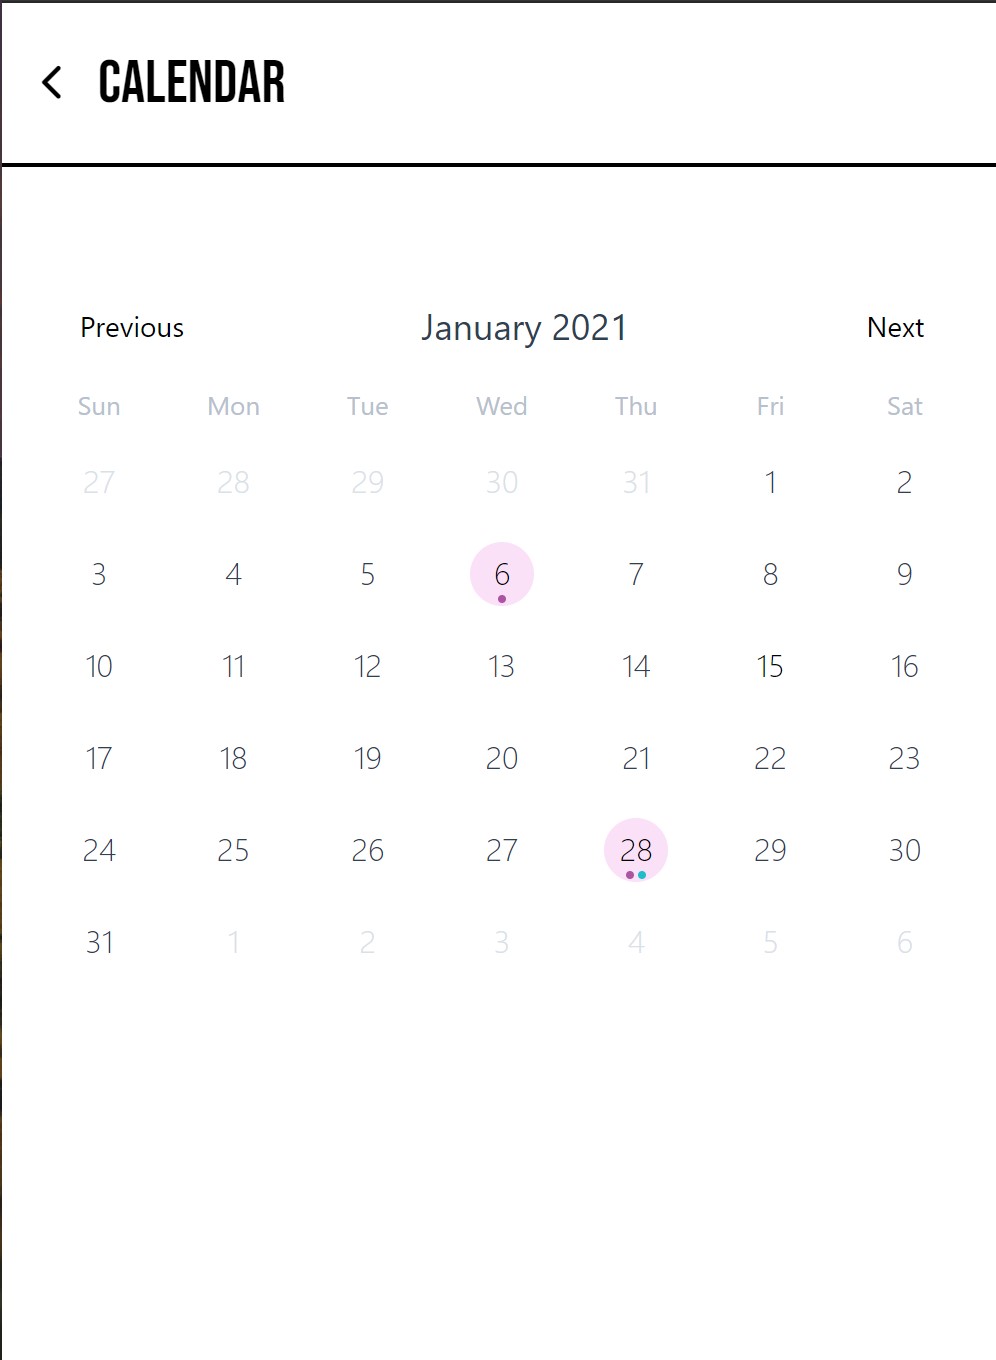 CALENDAR
Previous January 2021 Next
Sun Mon Tue Wed Thu Fri Sat
27 28 29 30 31 1 2
3 4 5 6 7 8 9
10 11 12 13 14 15 16
17 18 19 20 21 22 23
24 25 26 27 28 29 30
31 1 2 3 4 5 6